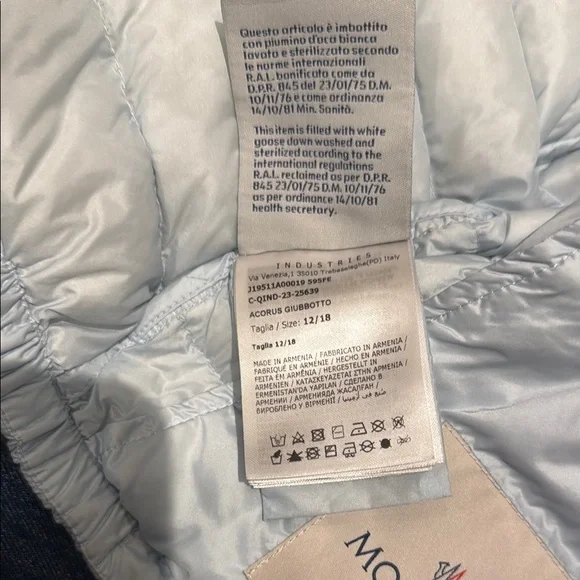 Questo articolo è imbottito
con piumino d'oca bianca
lavato e sterilizzato secondo
le norme internazionali
R.A.L. bonificato come da
D.P.R. 845 del 23/01/75 D.M.
10/11/76 e come ordinanza
14/10/81 Min. Sanità.
This item is filled with white
goose down washed and
sterilized according to the
international regulations
R.A.L. reclaimed as per D.P.R.
845 23/01/75 D.M. 10/11/76
as per ordinance 14/10/81
health secretary.
INDUSTRIES
Via Venezia,1 35010 Trebaseleghe(PD) Italy
J19511A00019 595FE
C-QIND-23-25639
ACORUS GIUBBOTTO
Taglia / Size: 12/18
Taglia 12/18
MADE IN ARMENIA / FABBRICATO IN ARMENIA
FABRIQUÉ EN ARMÉNIE / HECHO EN ARMENIA
FEITA EM ARMÊNIA / HERGESTELLT IN
ARMENIEN / ΚΑΤΑΣΚΕΥΑΖΕΤΑΙ ΣΤΗΝ ΑΡΜΕΝΙΑ
ERMENISTAN'DA YAPILAN / СДЕЛАНО В
АРМЕНИИ / АРМЕНИЯДА ЖАСАЛҒАН /
ВИРОБЛЕНО У ВІРМЕНІЇ / صنع في أرمينيا
MO